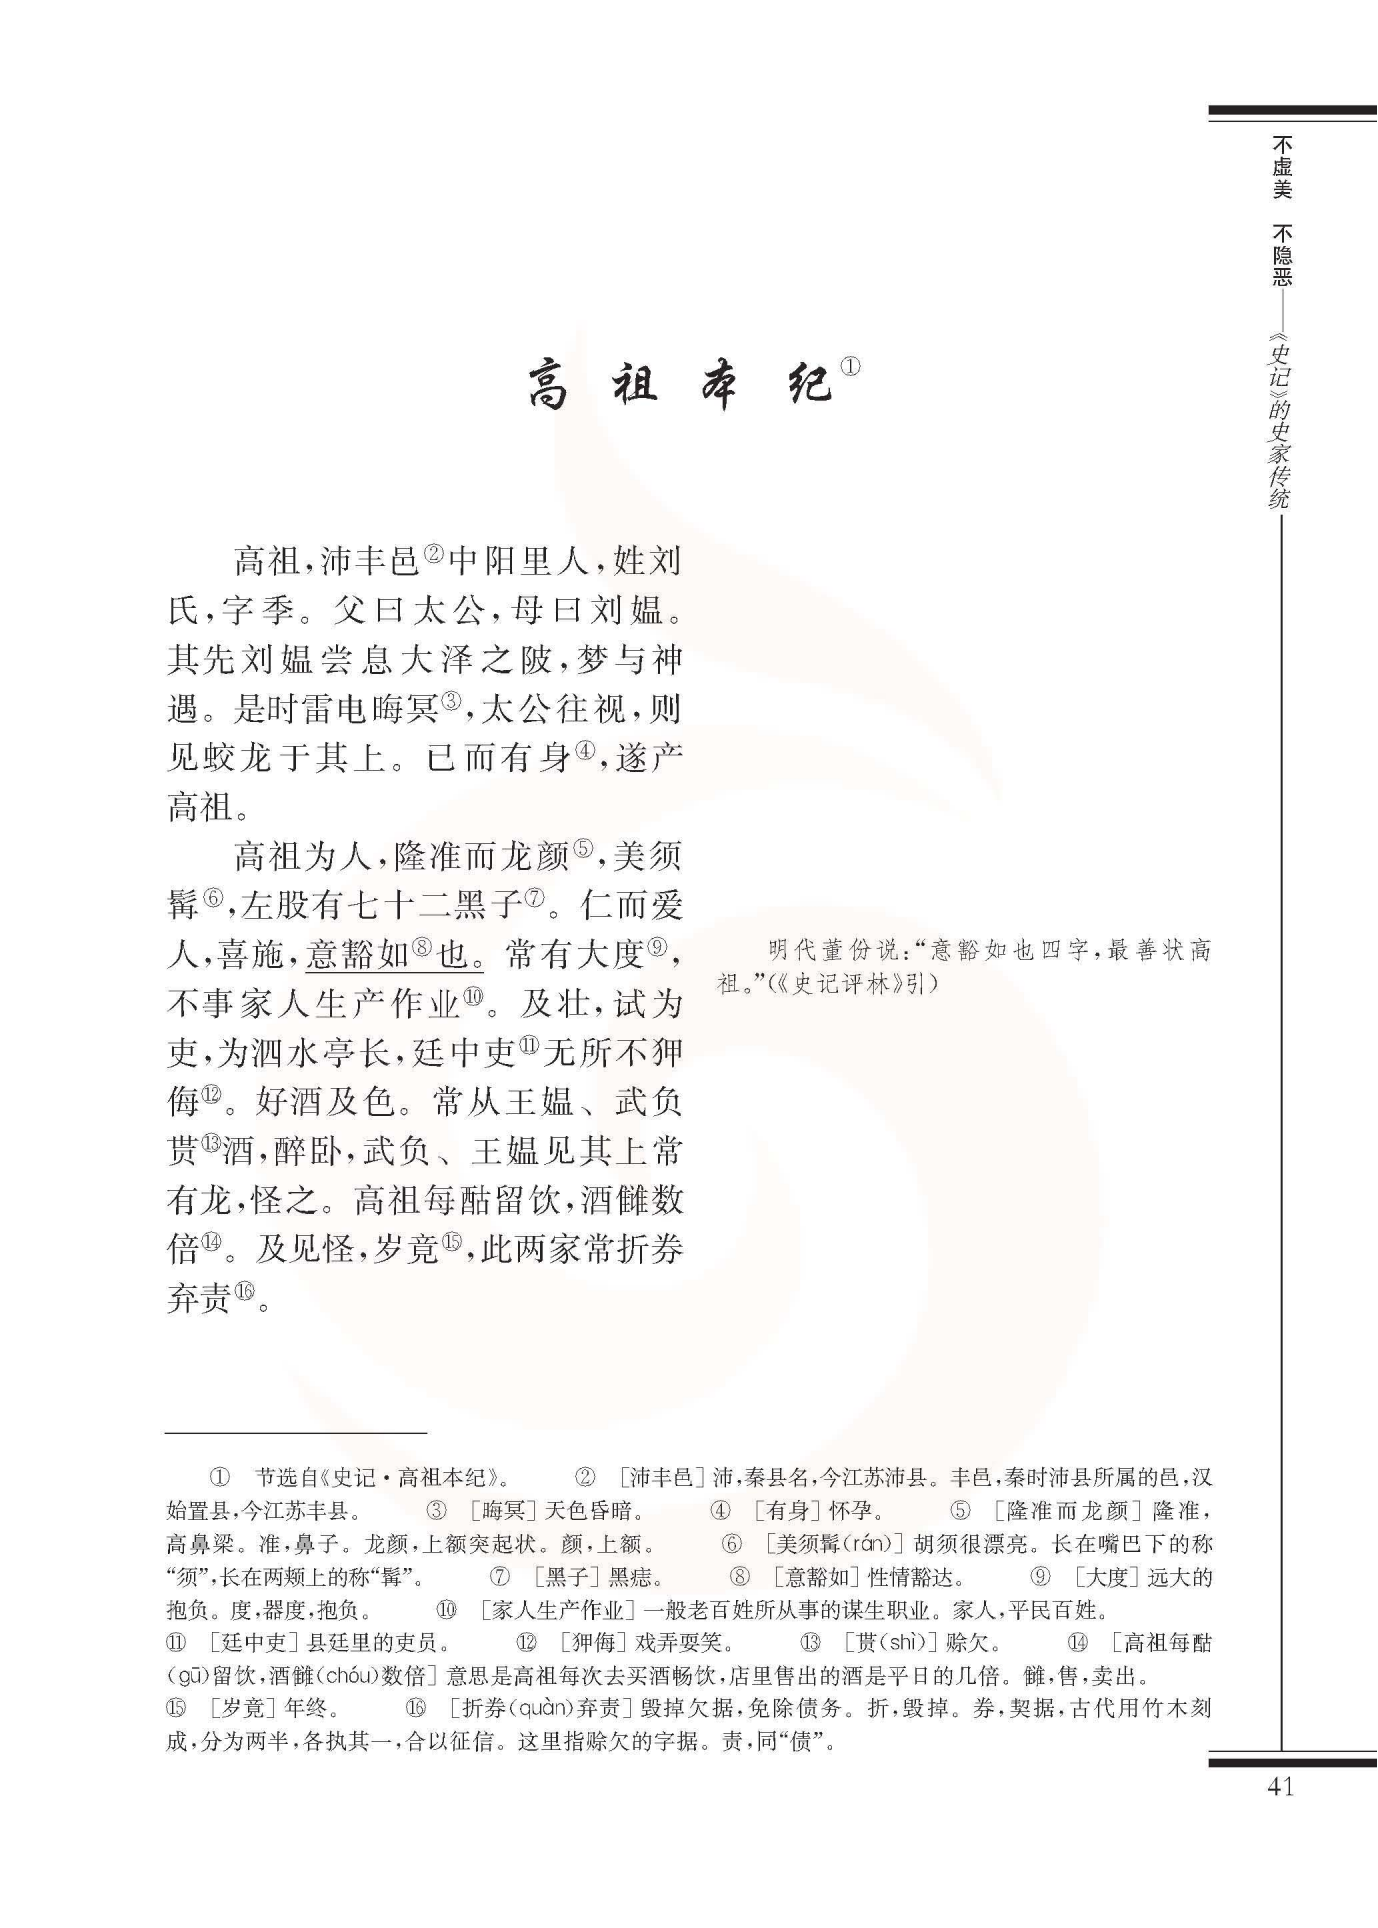 不虚美 不隐恶——《史记》的史家传统
高祖本纪①
高祖，沛丰邑②中阳里人，姓刘
氏，字季。父曰太公，母曰刘媪。
其先刘媪尝息大泽之陂，梦与神
遇。是时雷电晦冥③，太公往视，则
见蛟龙于其上。已而有身④，遂产
高祖。
高祖为人，隆准而龙颜⑤，美须
髯⑥，左股有七十二黑子⑦。仁而爱
人，喜施，意豁如⑧也。常有大度⑨，
不事家人生产作业⑩。及壮，试为
吏，为泗水亭长，廷中吏⑪无所不狎
侮⑫。好酒及色。常从王媪、武负
贳⑬酒，醉卧，武负、王媪见其上常
有龙，怪之。高祖每酤留饮，酒雠数
倍⑭。及见怪，岁竟⑮，此两家常折券
弃责⑯。
明代董份说：“意豁如也四字，最善状高
祖。”（《史记评林》引）
① 节选自《史记·高祖本纪》。 ② ［沛丰邑］沛，秦县名，今江苏沛县。丰邑，秦时沛县所属的邑，汉
始置县，今江苏丰县。 ③ ［晦冥］天色昏暗。 ④ ［有身］怀孕。 ⑤ ［隆准而龙颜］隆准，
高鼻梁。准，鼻子。龙颜，上额突起状。颜，上额。 ⑥ ［美须髯（rán）］胡须很漂亮。长在嘴巴下的称
“须”，长在两颊上的称“髯”。 ⑦ ［黑子］黑痣。 ⑧ ［意豁如］性情豁达。 ⑨ ［大度］远大的
抱负。度，器度，抱负。 ⑩ ［家人生产作业］一般老百姓所从事的谋生职业。家人，平民百姓。
⑪ ［廷中吏］县廷里的吏员。 ⑫ ［狎侮］戏弄耍笑。 ⑬ ［贳（shì）］赊欠。 ⑭ ［高祖每酤
（gū）留饮，酒雠（chóu）数倍］意思是高祖每次去买酒畅饮，店里售出的酒是平日的几倍。雠，售，卖出。
⑮ ［岁竟］年终。 ⑯ ［折券（quàn）弃责］毁掉欠据，免除债务。折，毁掉。券，契据，古代用竹木刻
成，分为两半，各执其一，合以征信。这里指赊欠的字据。责，同“债”。
41